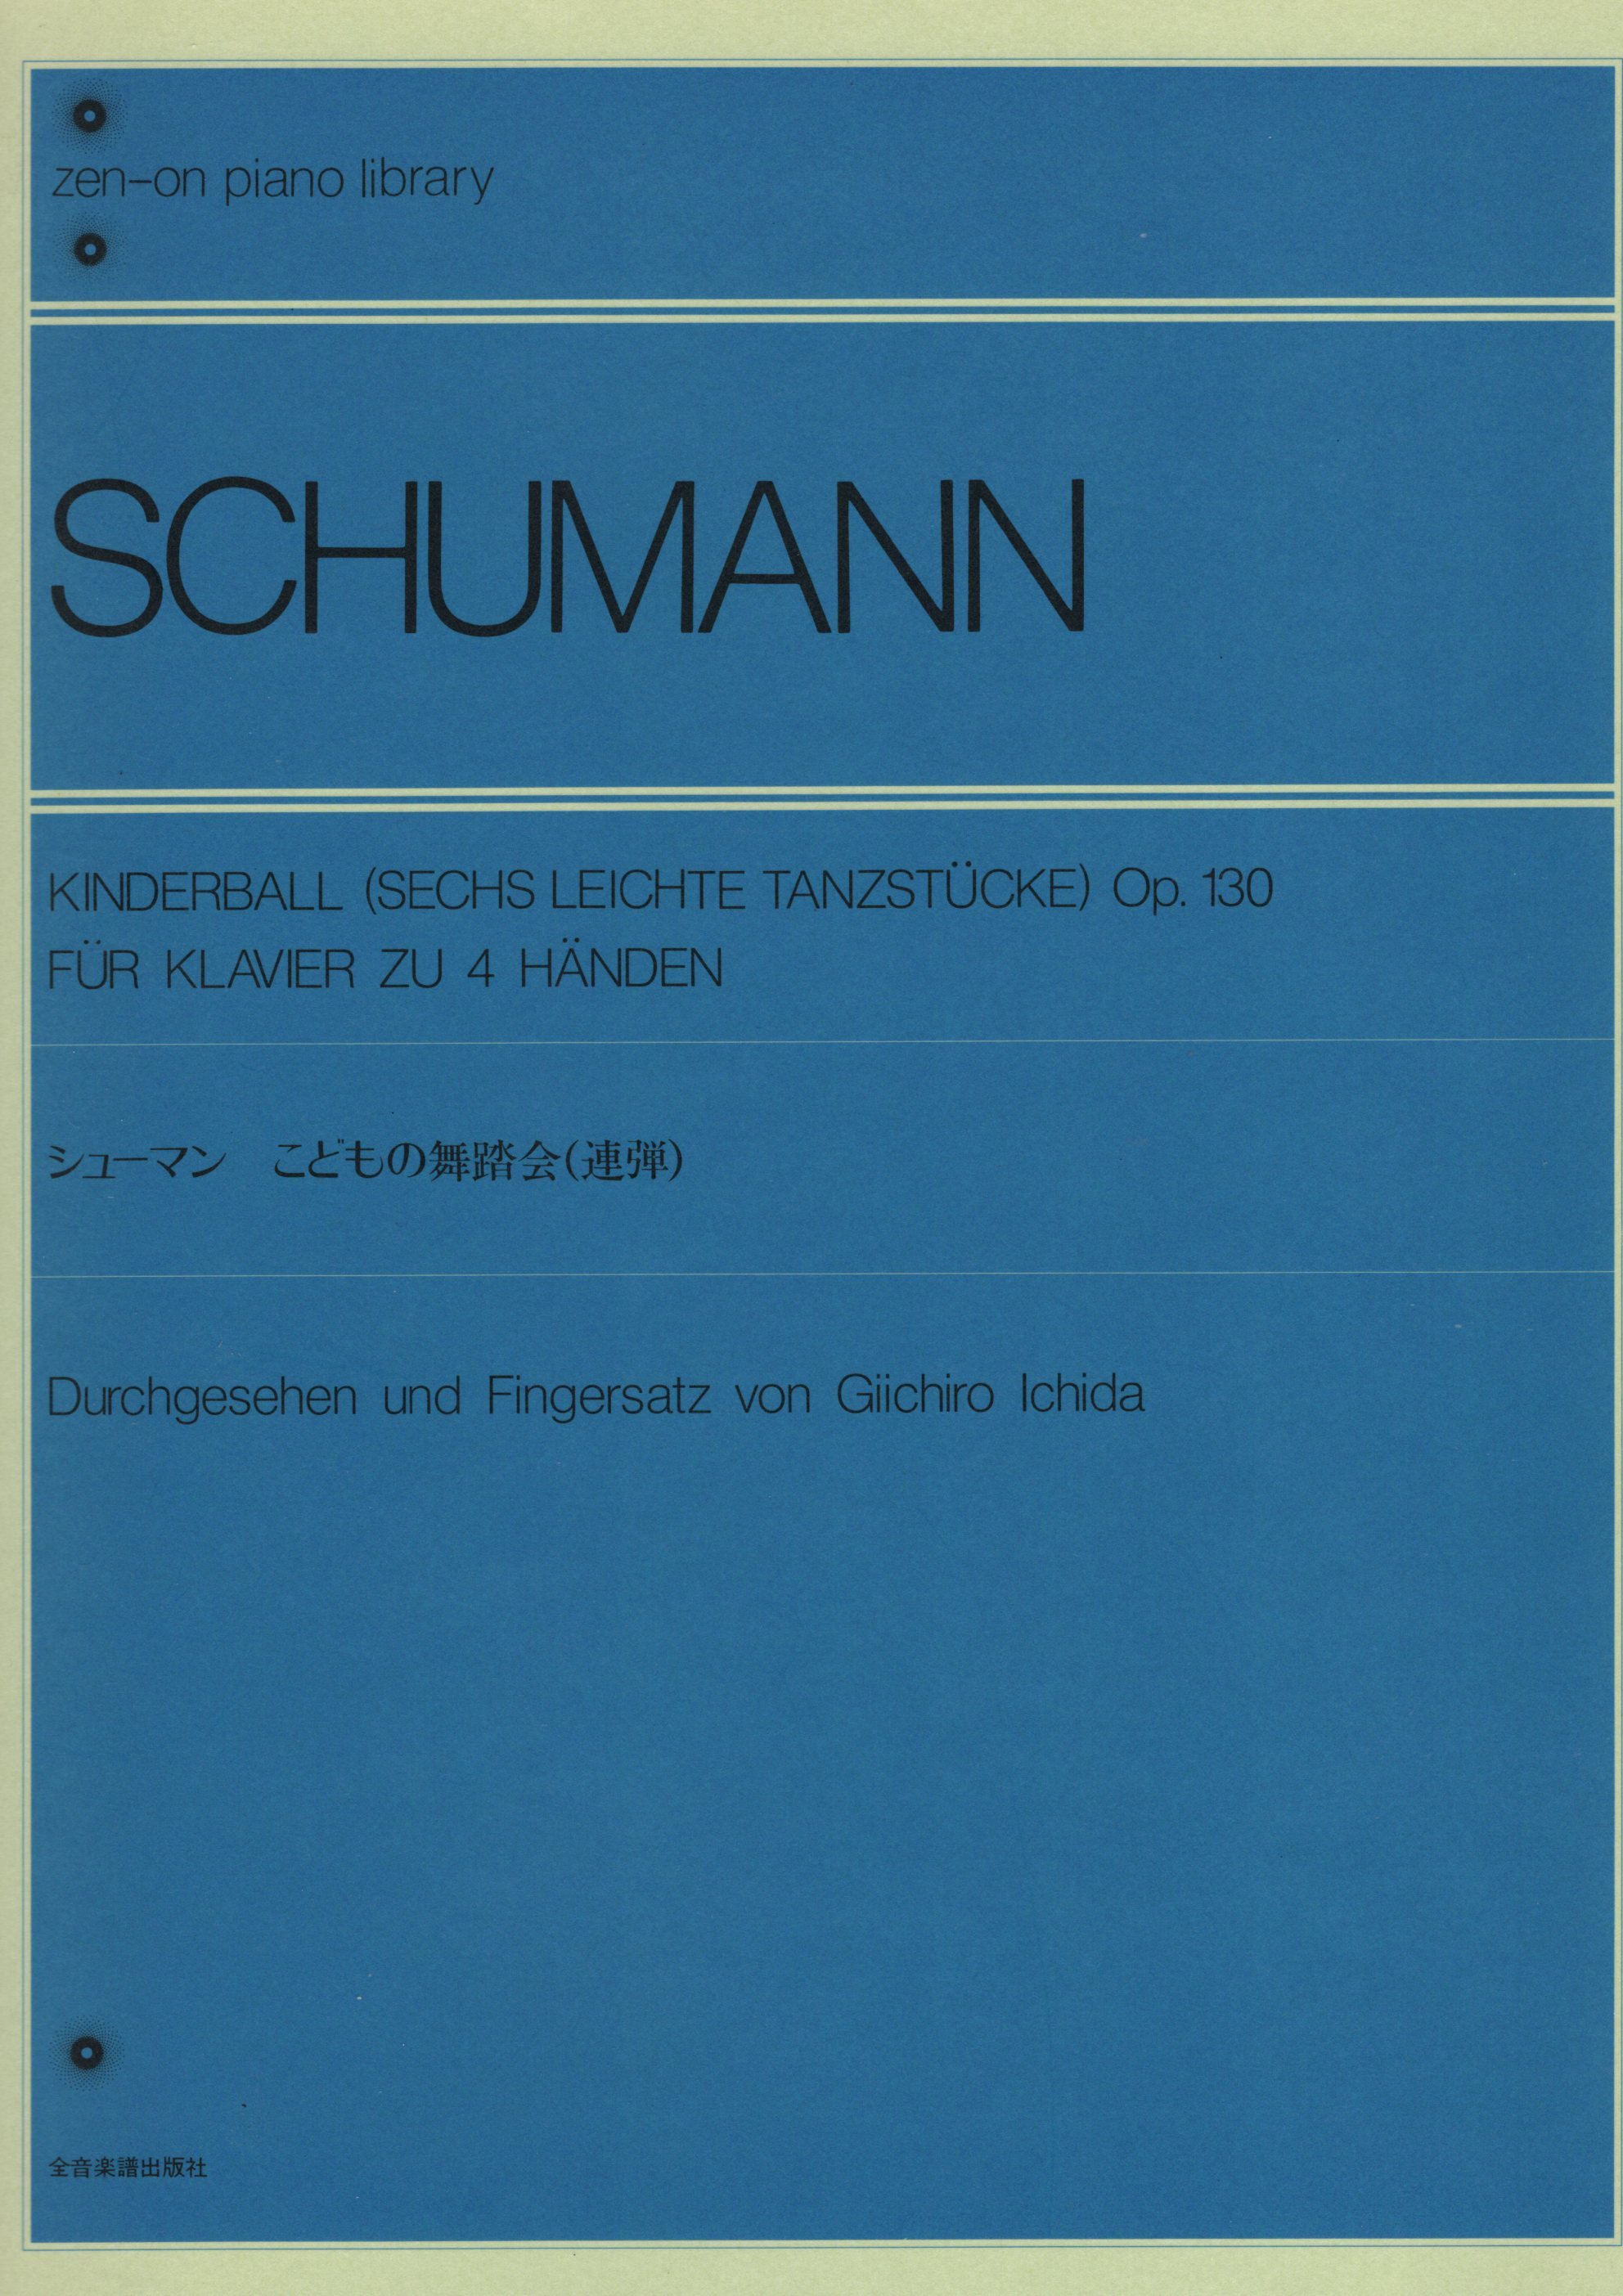 zen-on piano library
SCHUMANN
KINDERBALL (SECHS LEICHTE TANZSTÜCKE) Op. 130
FÜR KLAVIER ZU 4 HÄNDEN
シューマン こどもの舞踏会(連弾)
Durchgesehen und Fingersatz von Giichiro Ichida
全音楽譜出版社